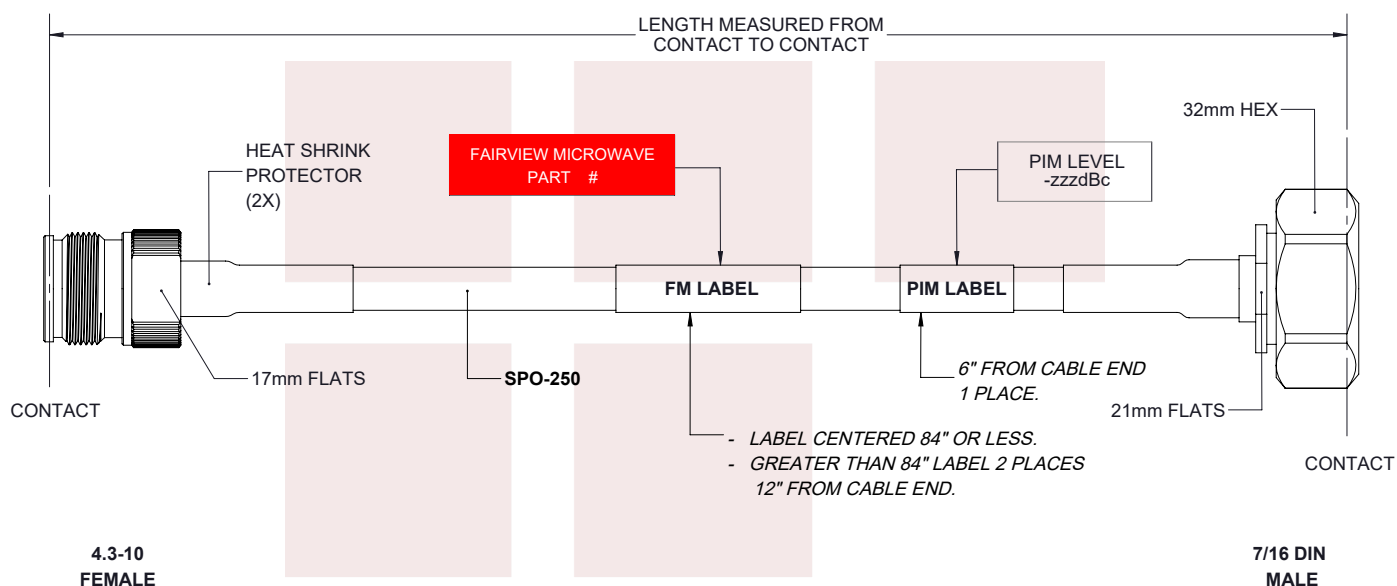 LENGTH MEASURED FROM
CONTACT TO CONTACT
32mm HEX
HEAT SHRINK
PROTECTOR
(2X)
FAIRVIEW MICROWAVE
PART #
PIM LEVEL
-zzzdBc
FM LABEL
PIM LABEL
17mm FLATS
SPO-250
6" FROM CABLE END
1 PLACE.
21mm FLATS
CONTACT
- LABEL CENTERED 84" OR LESS.
- GREATER THAN 84" LABEL 2 PLACES
12" FROM CABLE END.
CONTACT
4.3-10
FEMALE
7/16 DIN
MALE